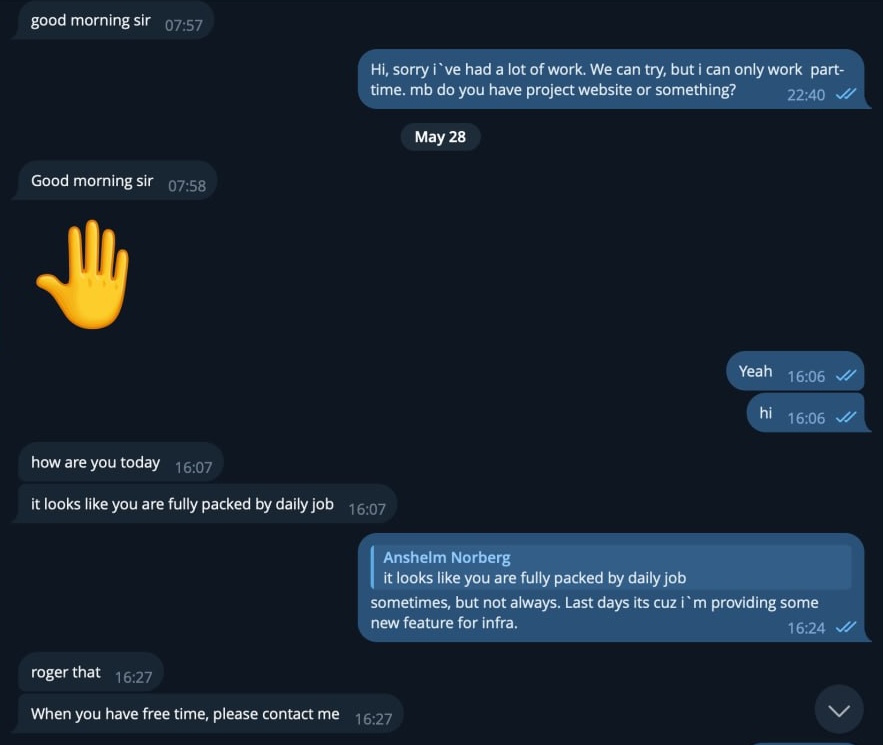 good morning sir 07:57
Hi, sorry i`ve had a lot of work. We can try, but i can only work part-
time. mb do you have project website or something? 22:40
May 28
Good morning sir 07:58
Yeah 16:06
hi 16:06
how are you today 16:07
it looks like you are fully packed by daily job 16:07
Anshelm Norberg
it looks like you are fully packed by daily job
sometimes, but not always. Last days its cuz i`m providing some
new feature for infra. 16:24
roger that 16:27
When you have free time, please contact me 16:27